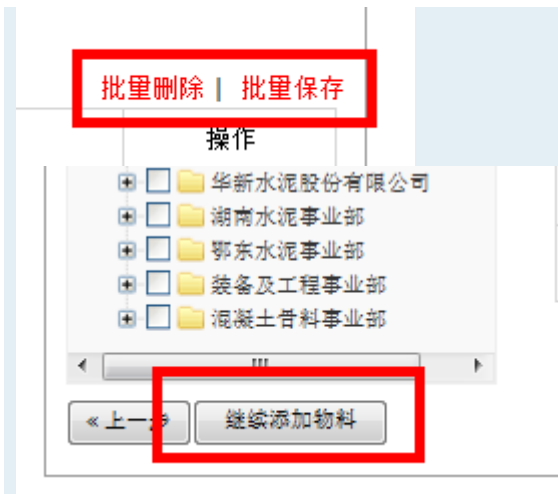 批量删除 | 批量保存
操作
华新水泥股份有限公司
湖南水泥事业部
鄂东水泥事业部
装备及工程事业部
混凝土骨料事业部
«上一步 继续添加物料